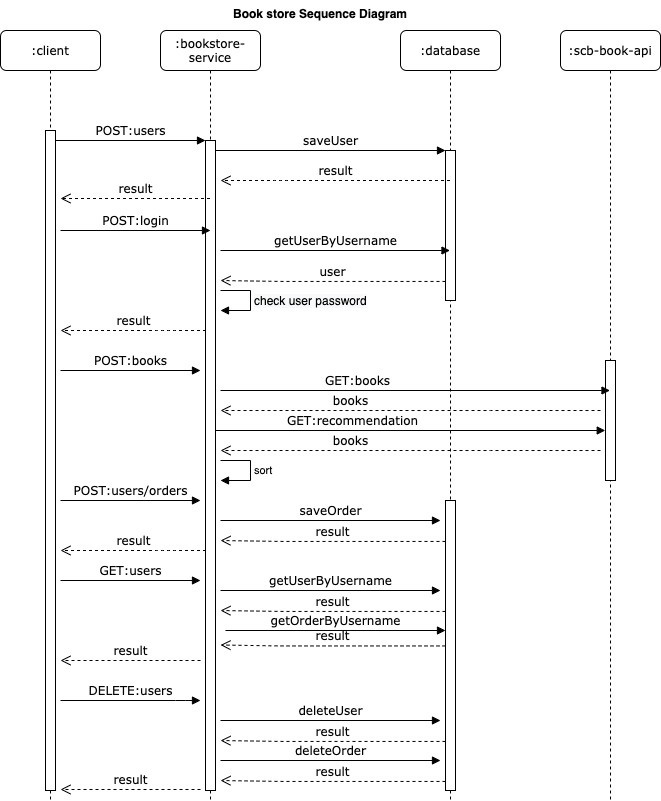 Book store Sequence Diagram
:client
:bookstore-
service
:database
:scb-book-api
POST:users
saveUser
result
result
POST:login
getUserByUsername
user
check user password
result
POST:books
GET:books
books
GET:recommendation
books
sort
POST:users/orders
saveOrder
result
result
GET:users
getUserByUsername
result
getOrderByUsername
result
result
DELETE:users
deleteUser
result
deleteOrder
result
result